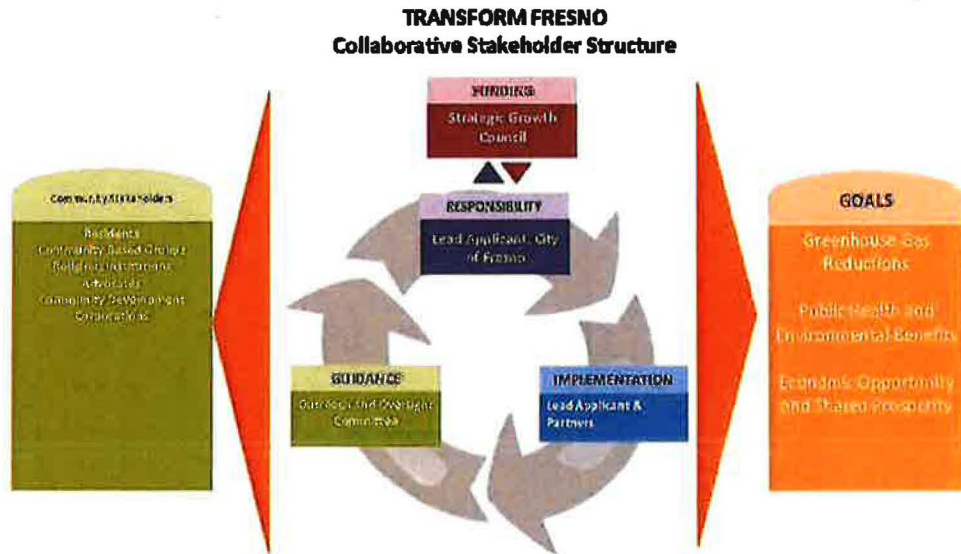 TRANSFORM FRESNO
Collaborative Stakeholder Structure
FUNDING
Strategic Growth
Council
RESPONSIBILITY
Lead Applicant: City
of Fresno
Community Stakeholders
Residents
Community Based Groups
Religious Institutions
Advocates
Community Development
Corporations
GUIDANCE
Outreach and Oversight
Committee
IMPLEMENTATION
Lead Applicant &
Partners
GOALS
Greenhouse Gas
Reductions
Public Health and
Environmental Benefits
Economic Opportunity
and Shared Prosperity